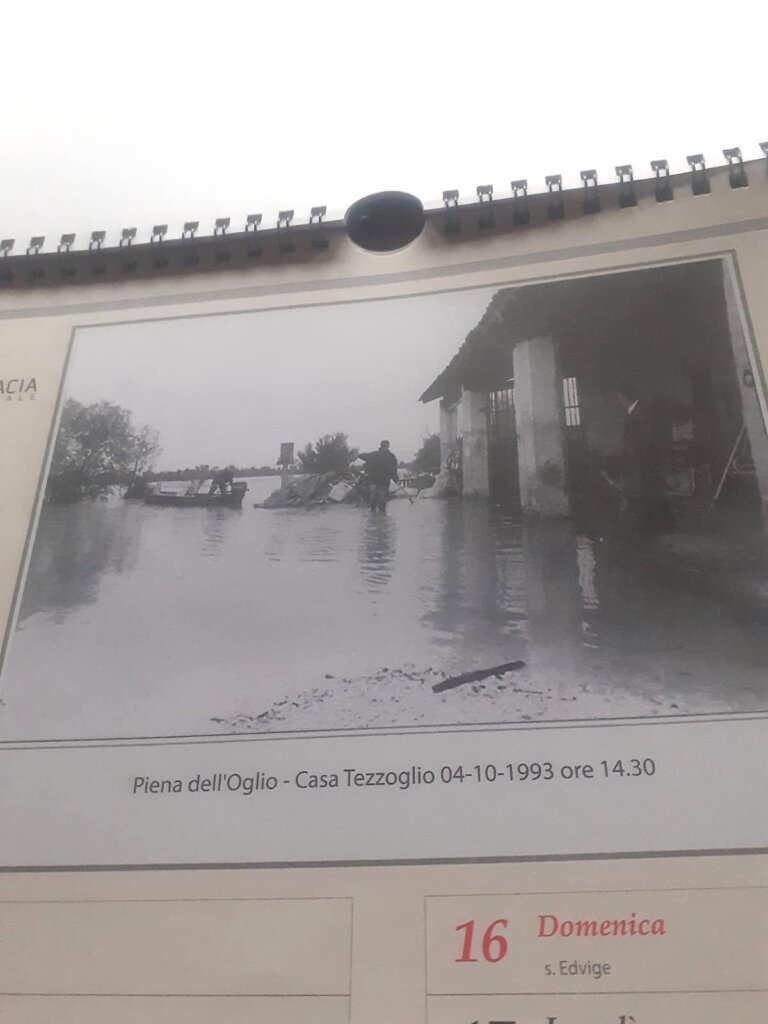 Piena dell'Oglio - Casa Tezzoglio 04-10-1993 ore 14.30
16 Domenica
s. Edvige